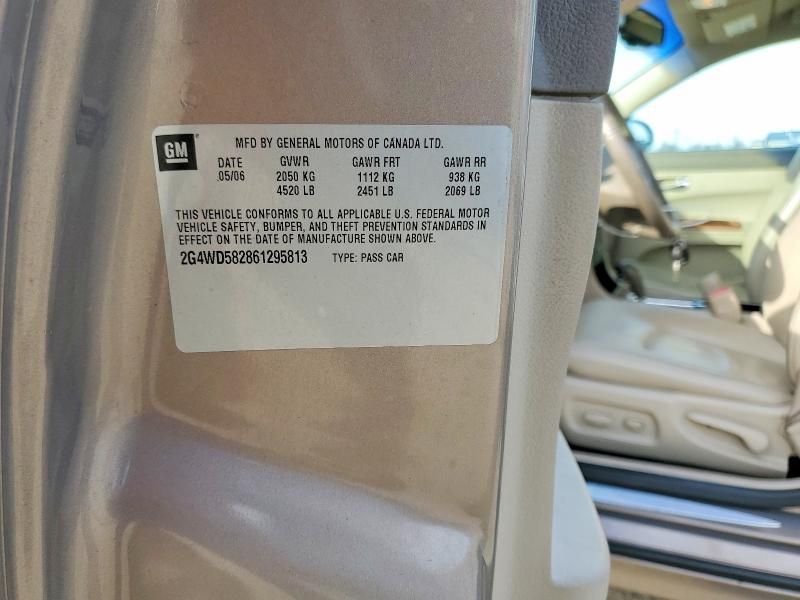 GM
MFD BY GENERAL MOTORS OF CANADA LTD.
DATE GVWR GAWR FRT GAWR RR
05/06 2050 KG 1112 KG 938 KG
4520 LB 2451 LB 2069 LB
THIS VEHICLE CONFORMS TO ALL APPLICABLE U.S. FEDERAL MOTOR
VEHICLE SAFETY, BUMPER, AND THEFT PREVENTION STANDARDS IN
EFFECT ON THE DATE OF MANUFACTURE SHOWN ABOVE.
2G4WD582861295813 TYPE: PASS CAR